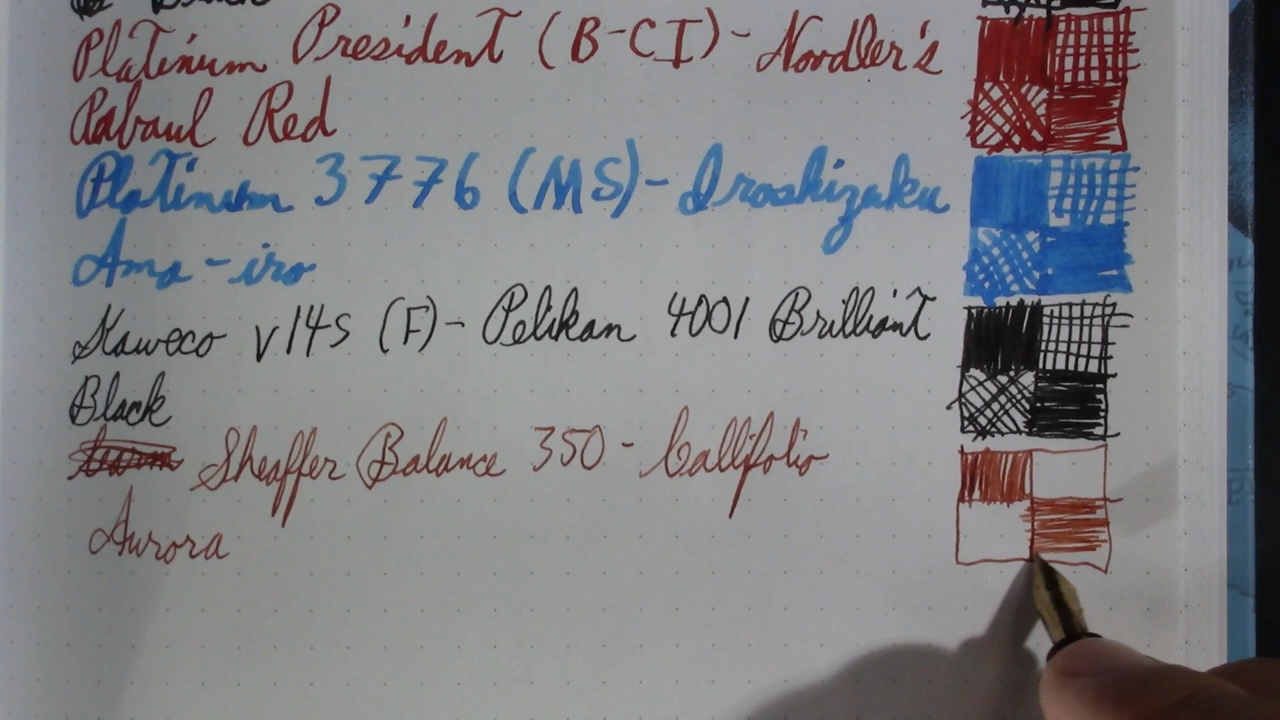 Black
Platinum President (B-CI) - Noodler's
Rabaul Red
Platinum 3776 (MS) - Iroshizuku
Ama-iro
Kaweco v14s (F) - Pelikan 4001 Brilliant
Black
Sheaffer Balance 350 - Callifolio
Aurora